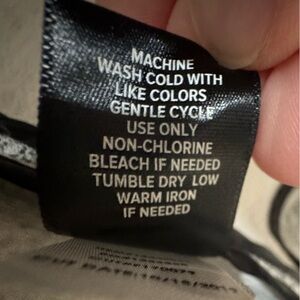 MACHINE
WASH COLD WITH
LIKE COLORS
GENTLE CYCLE
USE ONLY
NON-CHLORINE
BLEACH IF NEEDED
TUMBLE DRY LOW
WARM IRON
IF NEEDED